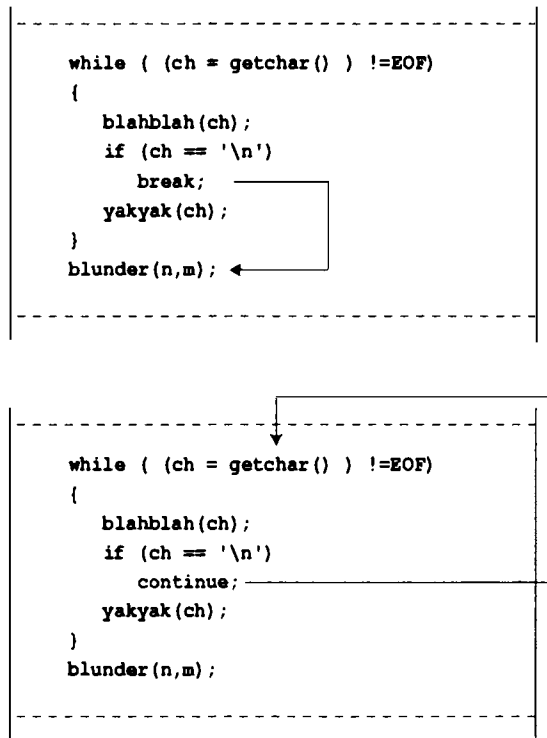 while ( (ch = getchar() ) !=EOF)
{
blahblah(ch);
if (ch == '\n')
break;
yakyak(ch);
}
blunder(n,m);
while ( (ch = getchar() ) !=EOF)
{
blahblah(ch);
if (ch == '\n')
continue;
yakyak(ch);
}
blunder(n,m);